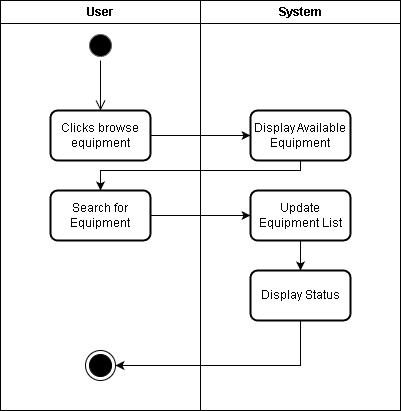 User
System
Clicks browse
equipment
Display Available
Equipment
Search for
Equipment
Update
Equipment List
Display Status